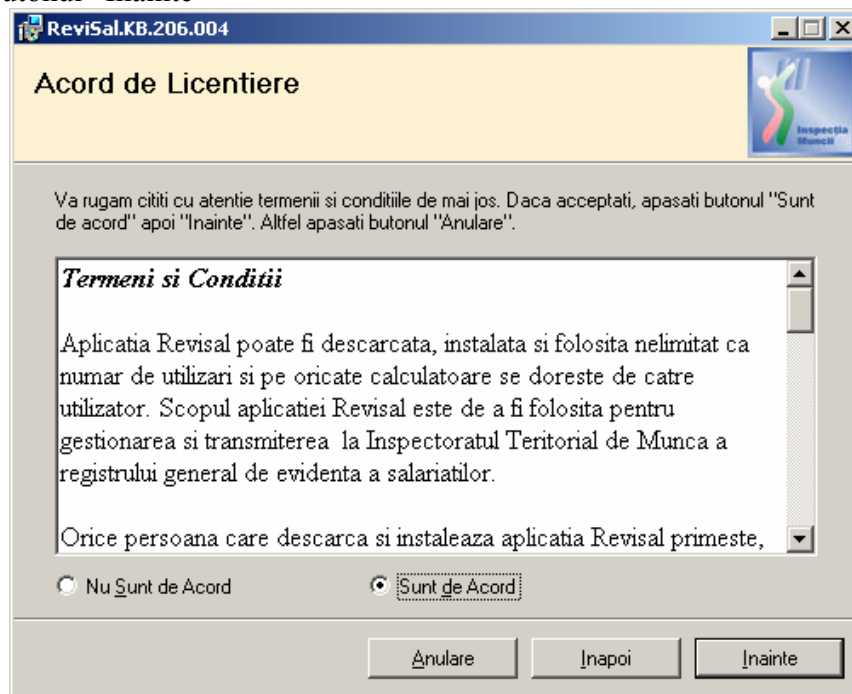 ReviSal.KB.206.004
Acord de Licentiere
Inspecţia
Muncii
Va rugam cititi cu atentie termenii si conditiile de mai jos. Daca acceptati, apasati butonul "Sunt
de acord" apoi "Inainte". Altfel apasati butonul "Anulare".
Termeni si Conditii
Aplicatia Revisal poate fi descarcata, instalata si folosita nelimitat ca
numar de utilizari si pe oricate calculatoare se doreste de catre
utilizator. Scopul aplicatiei Revisal este de a fi folosita pentru
gestionarea si transmiterea la Inspectoratul Teritorial de Munca a
registrului general de evidenta a salariatilor.
Orice persoana care descarca si instaleaza aplicatia Revisal primeste,
Nu Sunt de Acord
Sunt de Acord
Anulare
Inapoi
Inainte